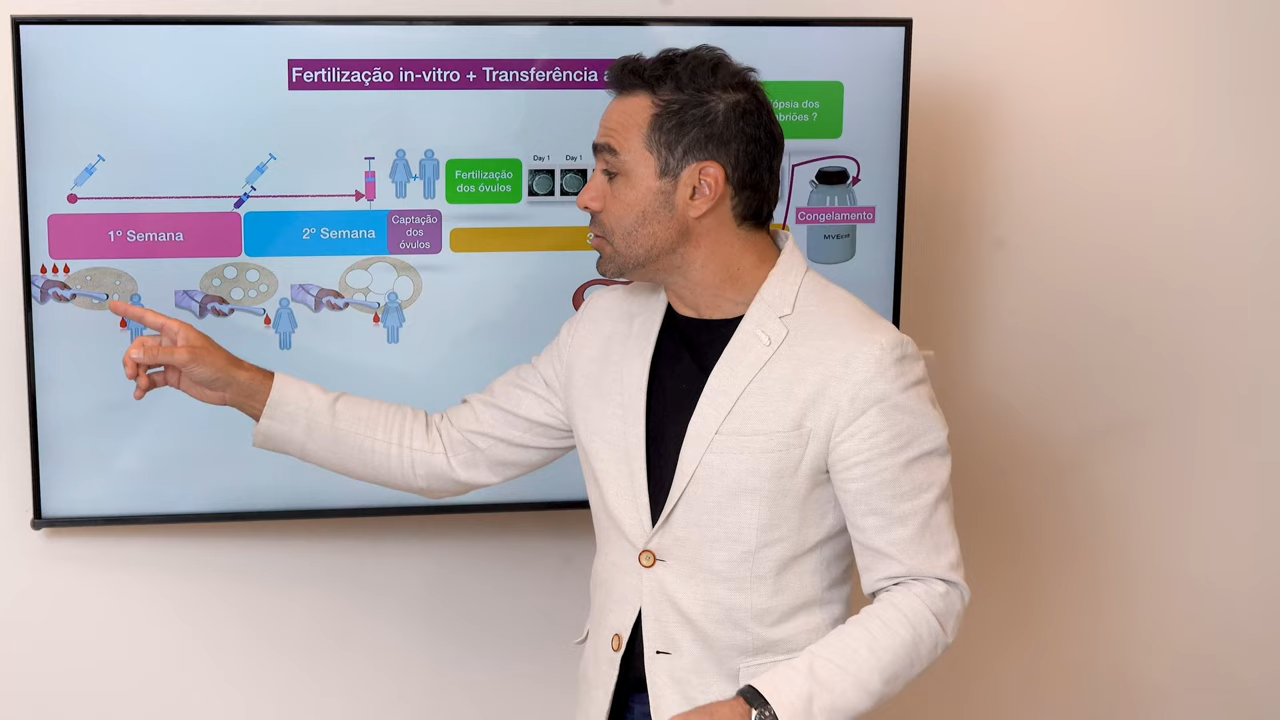 Fertilização in-vitro + Transferência
dos
Day 1 Day 1
Fertilização
dos óvulos
Congelamento
1º Semana
2º Semana
Captação
dos
óvulos